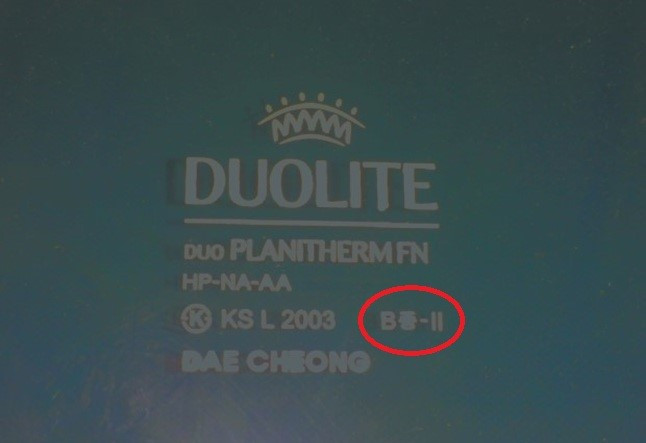 DUOLITE
DUO PLANITHERM FN
HP-NA-AA
K KS L 2003 B종-II
DAE CHEONG